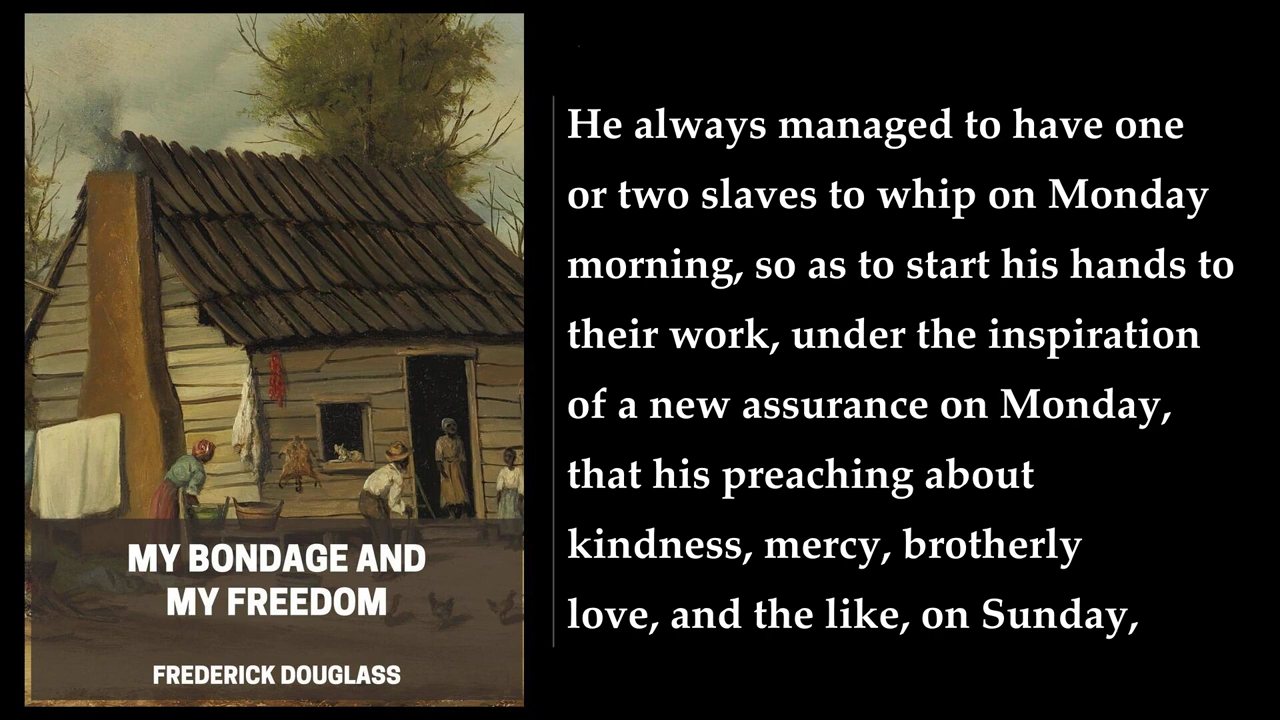 MY BONDAGE AND
MY FREEDOM
FREDERICK DOUGLASS
He always managed to have one
or two slaves to whip on Monday
morning, so as to start his hands to
their work, under the inspiration
of a new assurance on Monday,
that his preaching about
kindness, mercy, brotherly
love, and the like, on Sunday,